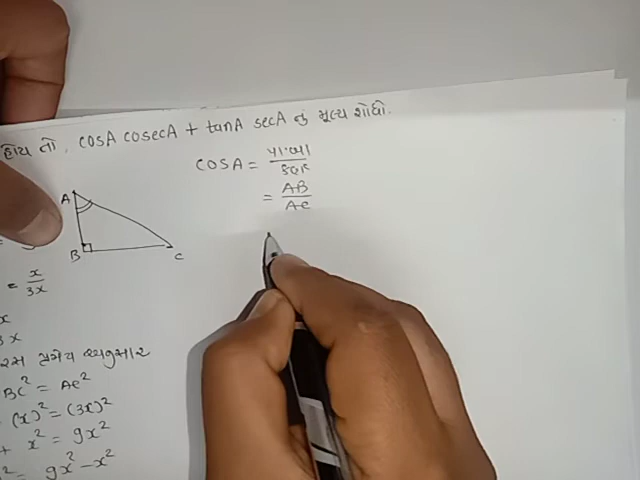 હોય તો, cosA cosecA + tanA secA નું મૂલ્ય શોધો.
cosA = પા.બા / કર્ણ
= AB / AC
A
B
C
= x / 3x
x
3x
પ્રમેય અનુસાર
BC² = AC²
(x)² = (3x)²
+ x² = 9x²
= 9x² - x²